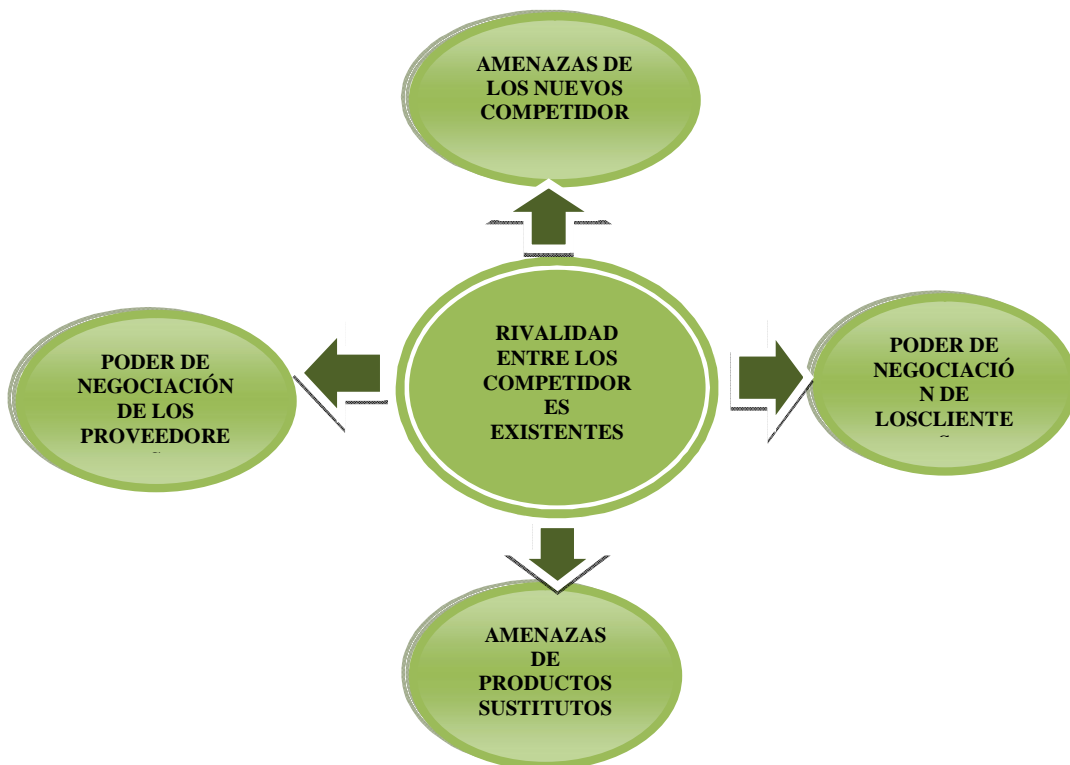 AMENAZAS DE
LOS NUEVOS
COMPETIDOR
RIVALIDAD
ENTRE LOS
COMPETIDOR
ES
EXISTENTES
PODER DE
NEGOCIACIÓN
DE LOS
PROVEEDORE
PODER DE
NEGOCIACIÓ
N DE
LOSCLIENTE
AMENAZAS
DE
PRODUCTOS
SUSTITUTOS